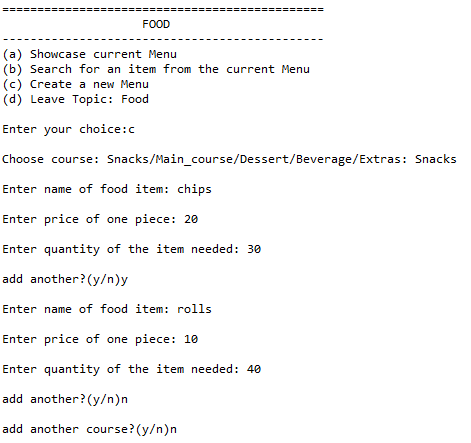 ==============================================
FOOD
----------------------------------------------
(a) Showcase current Menu
(b) Search for an item from the current Menu
(c) Create a new Menu
(d) Leave Topic: Food
Enter your choice:c
Choose course: Snacks/Main_course/Dessert/Beverage/Extras: Snacks
Enter name of food item: chips
Enter price of one piece: 20
Enter quantity of the item needed: 30
add another?(y/n)y
Enter name of food item: rolls
Enter price of one piece: 10
Enter quantity of the item needed: 40
add another?(y/n)n
add another course?(y/n)n